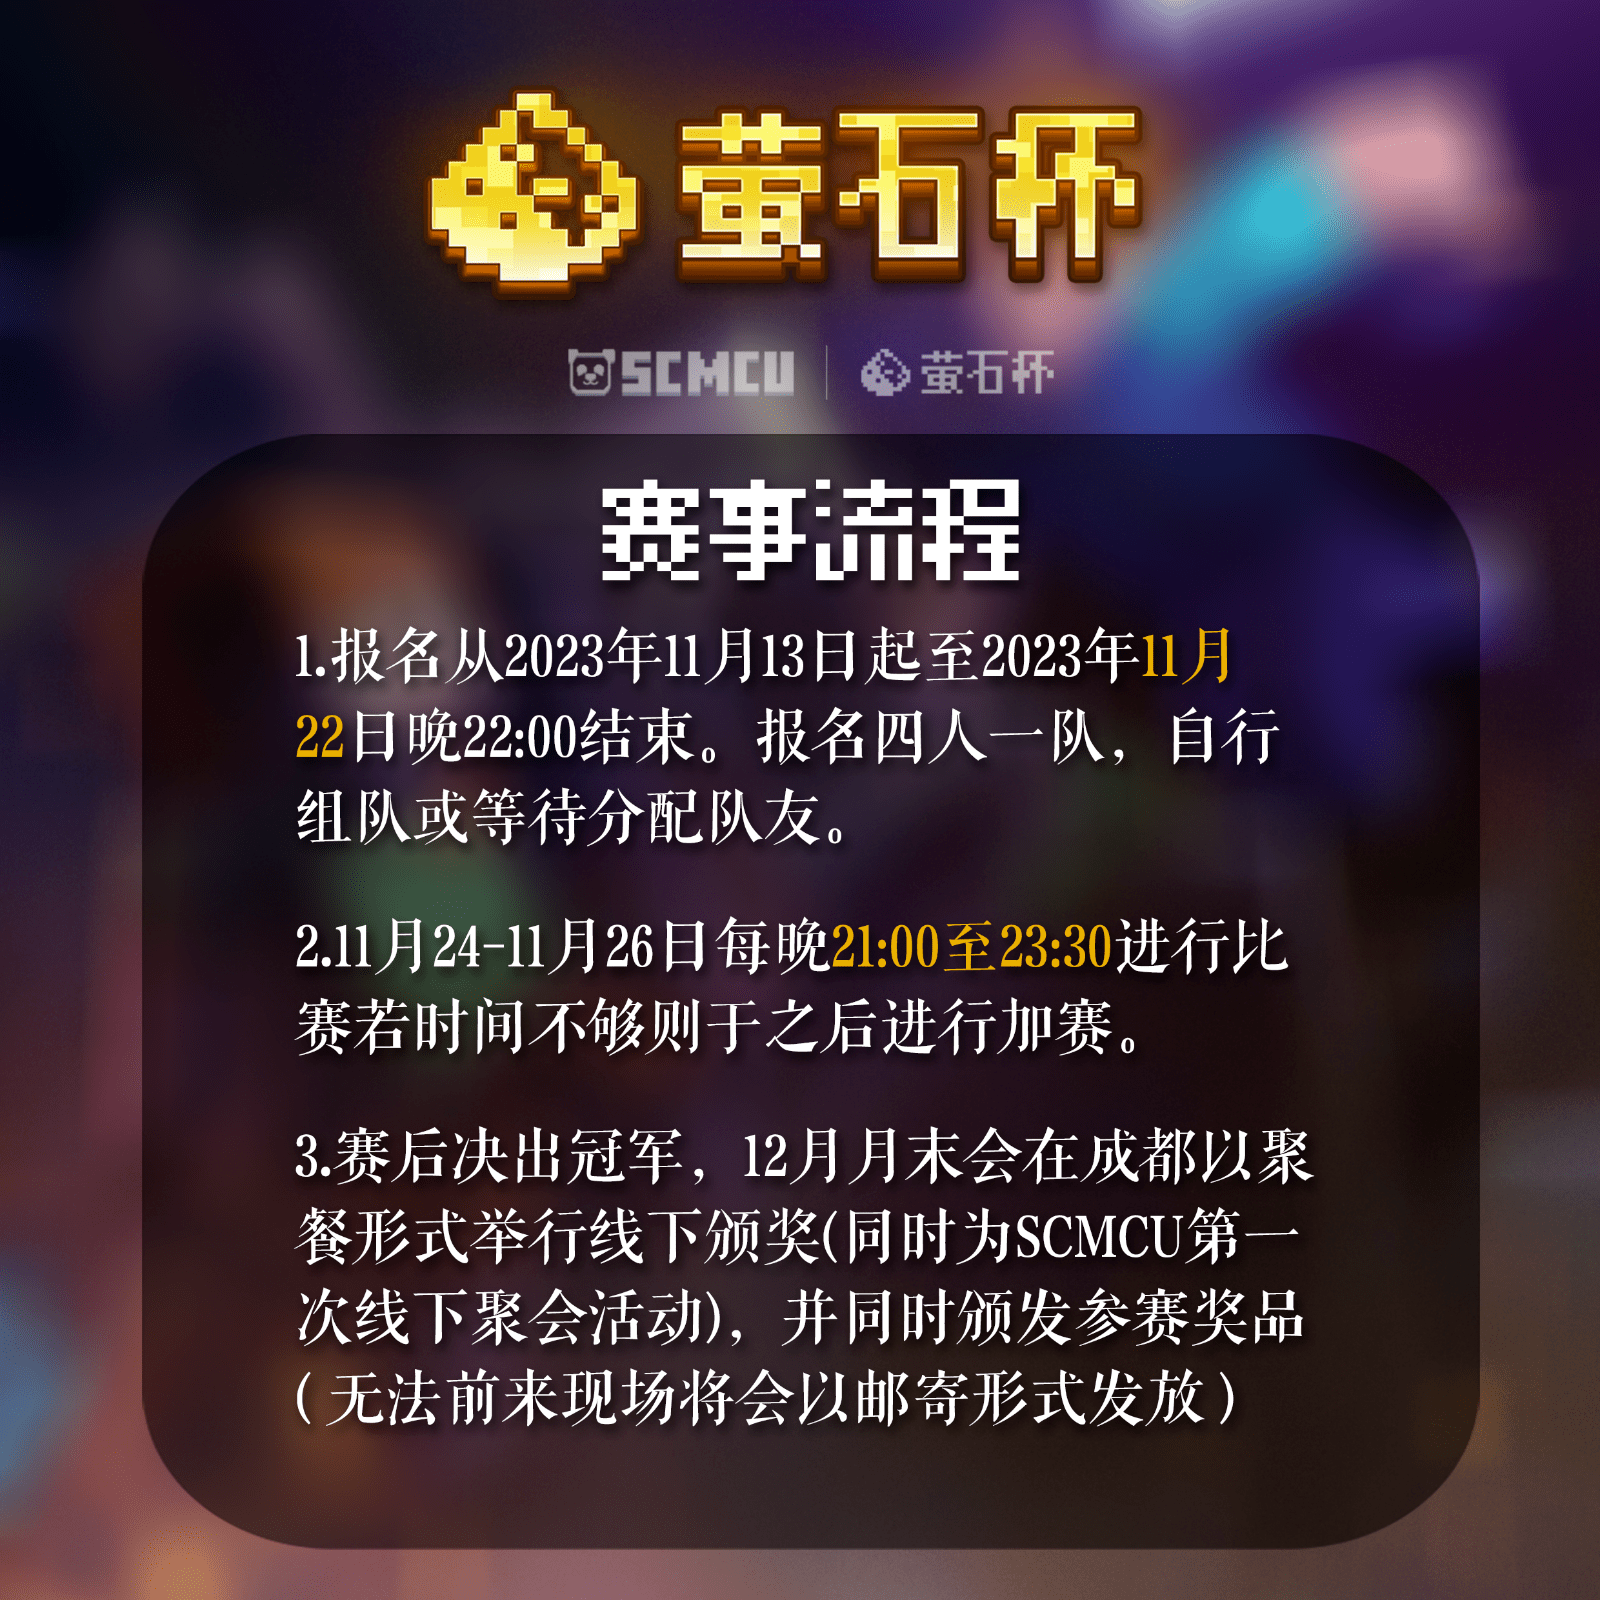 萤石杯
SCMCU 萤石杯
赛事流程
1.报名从2023年11月13日起至2023年11月
22日晚22:00结束。报名四人一队，自行
组队或等待分配队友。
2.11月24-11月26日每晚21:00至23:30进行比
赛若时间不够则于之后进行加赛。
3.赛后决出冠军，12月月末会在成都以聚
餐形式举行线下颁奖(同时为SCMCU第一
次线下聚会活动)，并同时颁发参赛奖品
(无法前来现场将会以邮寄形式发放)